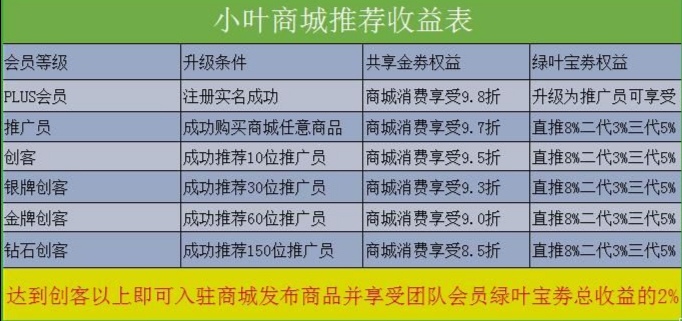 小叶商城推荐收益表
会员等级 升级条件 共享金券权益 绿叶宝券权益
PLUS会员 注册实名成功 商城消费享受9.8折 升级为推广员可享受
推广员 成功购买商城任意商品 商城消费享受9.7折 直推8%二代3%三代5%
创客 成功推荐10位推广员 商城消费享受9.5折 直推8%二代3%三代5%
银牌创客 成功推荐30位推广员 商城消费享受9.3折 直推8%二代3%三代5%
金牌创客 成功推荐60位推广员 商城消费享受9.0折 直推8%二代3%三代5%
钻石创客 成功推荐150位推广员 商城消费享受8.5折 直推8%二代3%三代5%
达到创客以上即可入驻商城发布商品并享受团队会员绿叶宝券总收益的2%